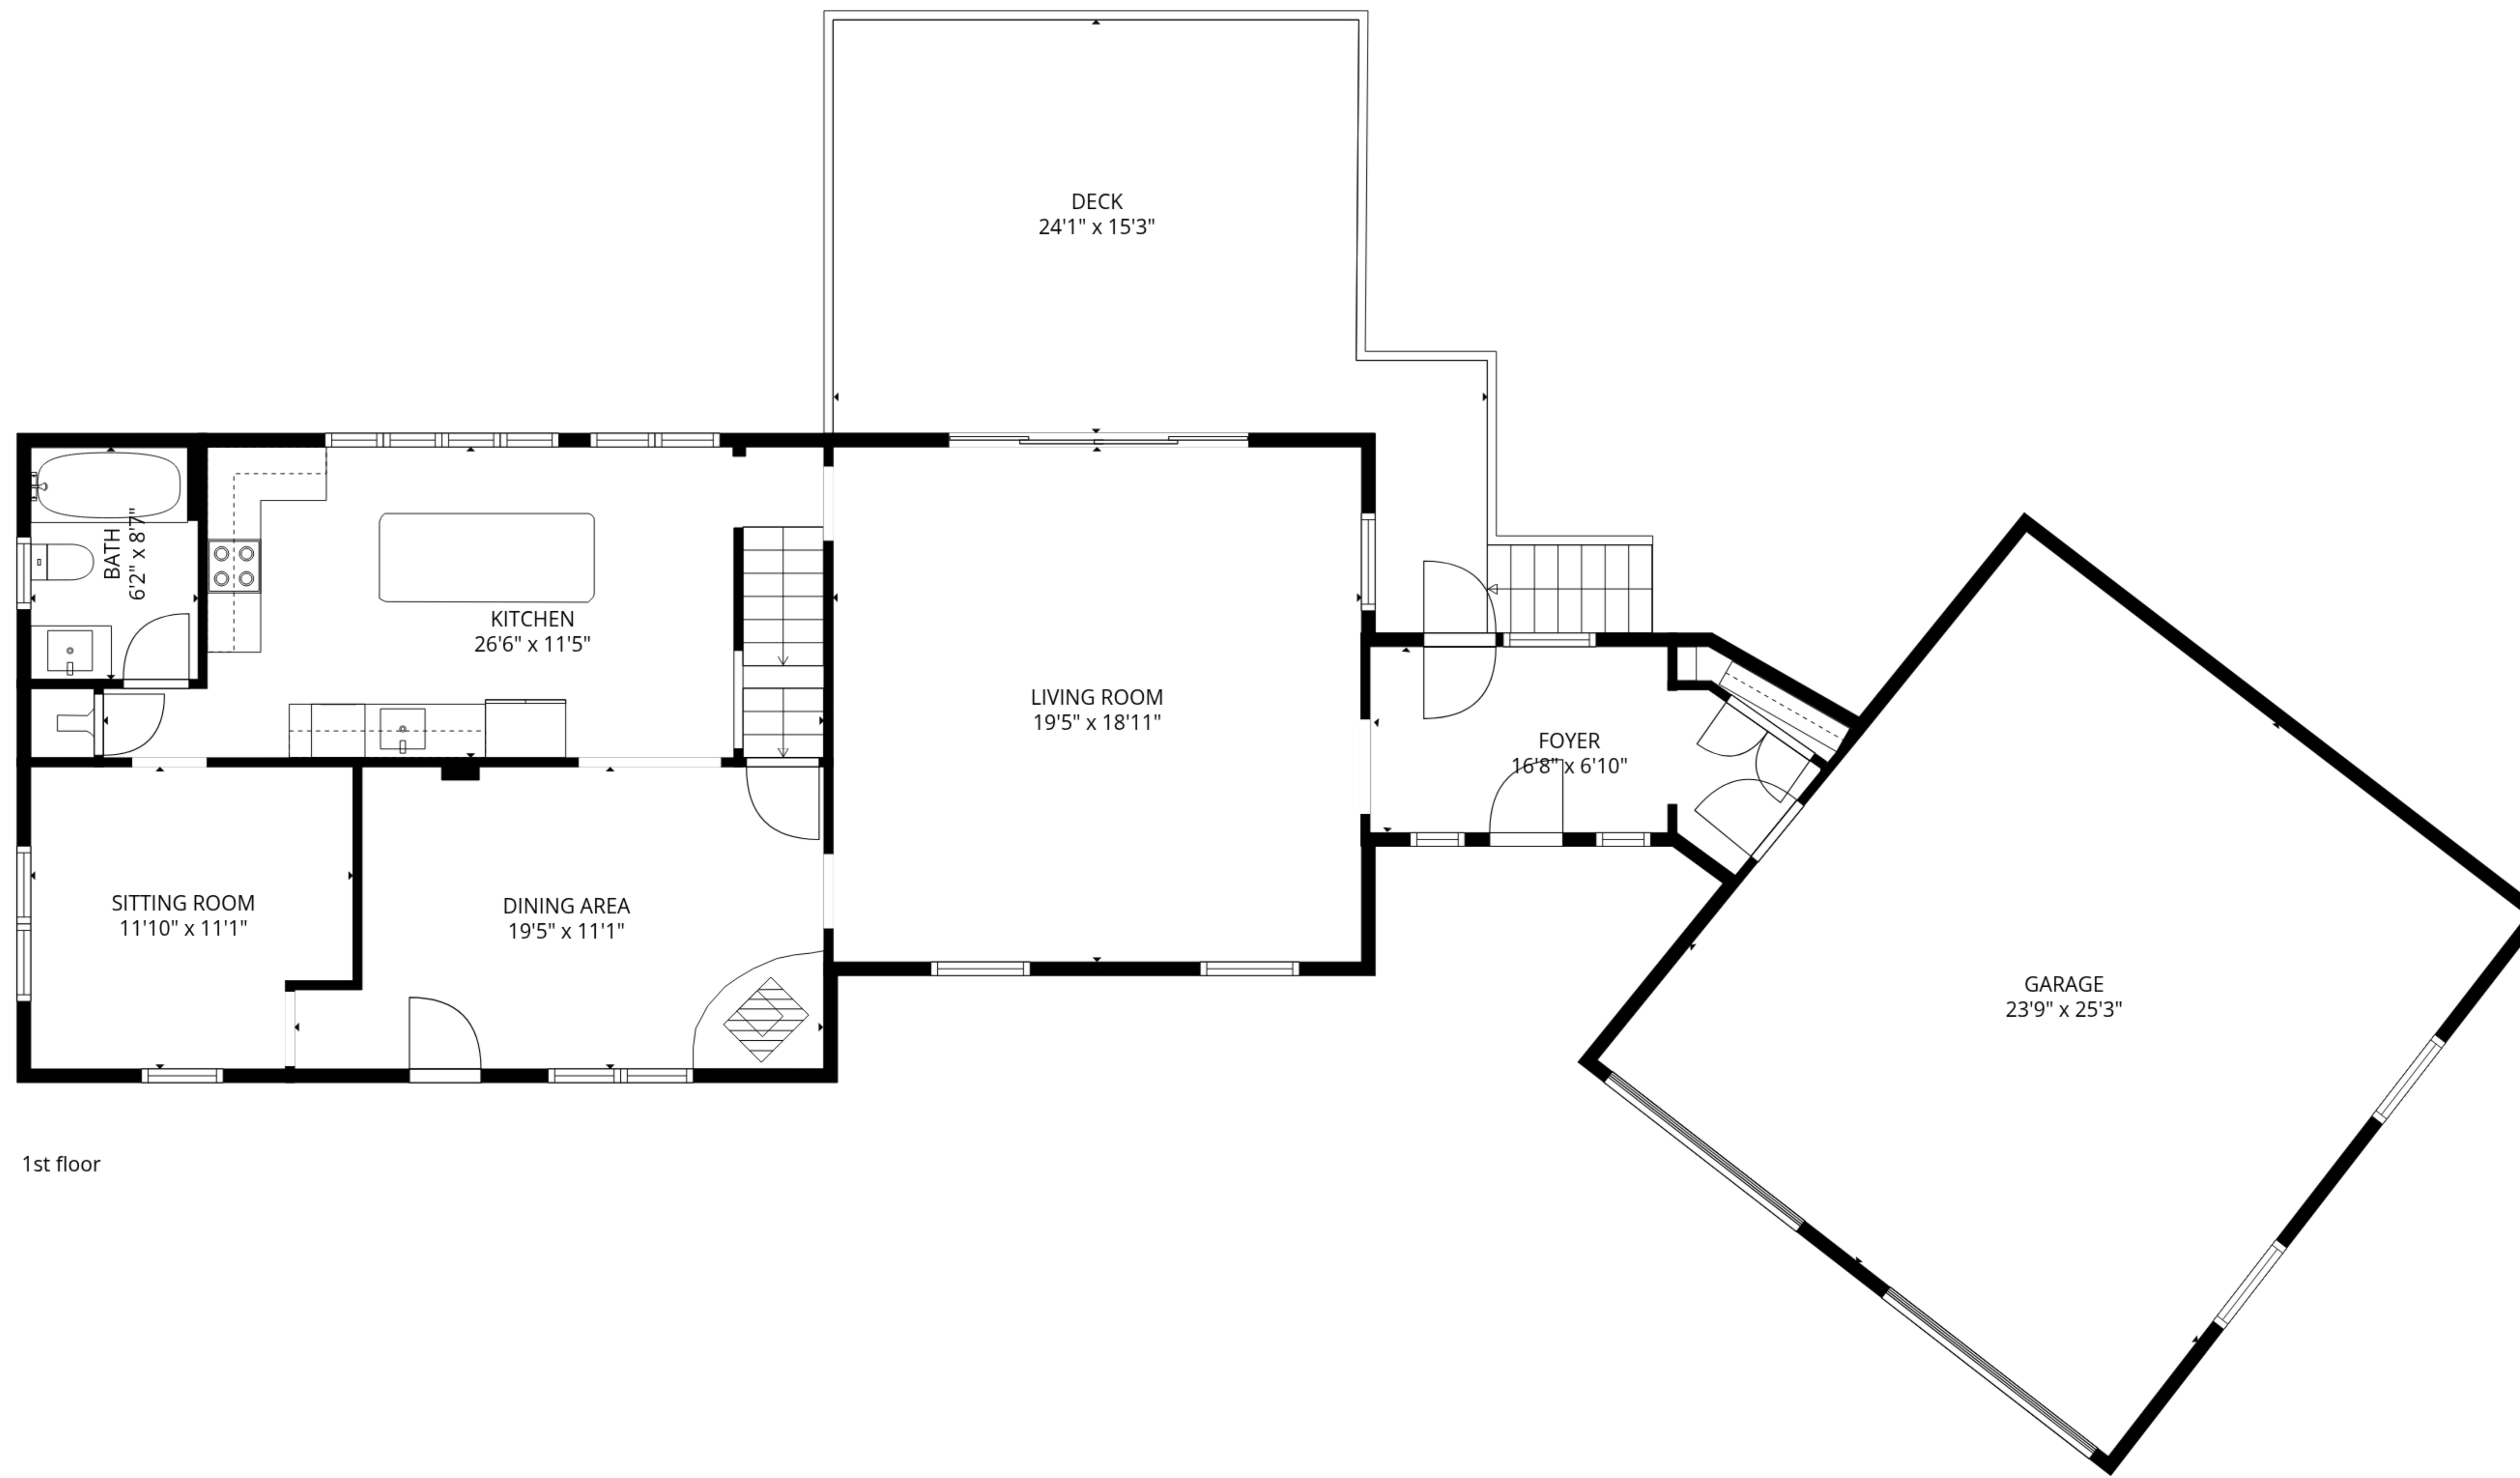 DECK
24'1" x 15'3"
BATH
6'2" x 8'7"
KITCHEN
26'6" x 11'5"
LIVING ROOM
19'5" x 18'11"
FOYER
16'8" x 6'10"
SITTING ROOM
11'10" x 11'1"
DINING AREA
19'5" x 11'1"
GARAGE
23'9" x 25'3"
1st floor